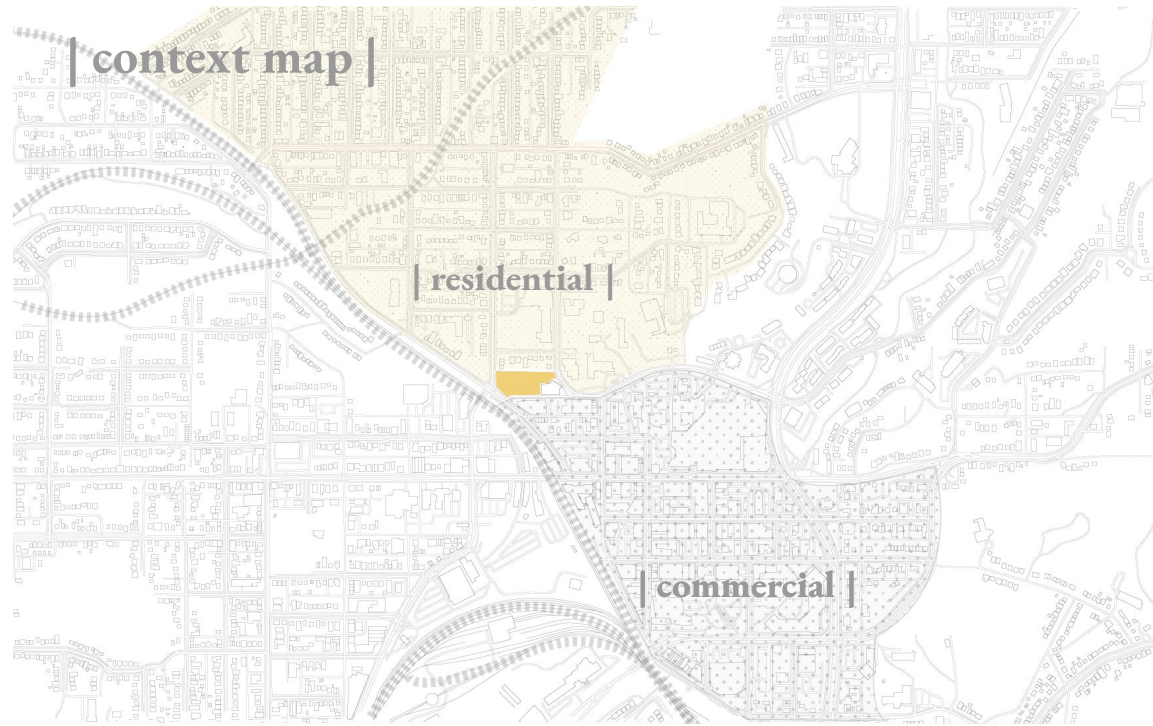 | context map |
| residential |
| commercial |